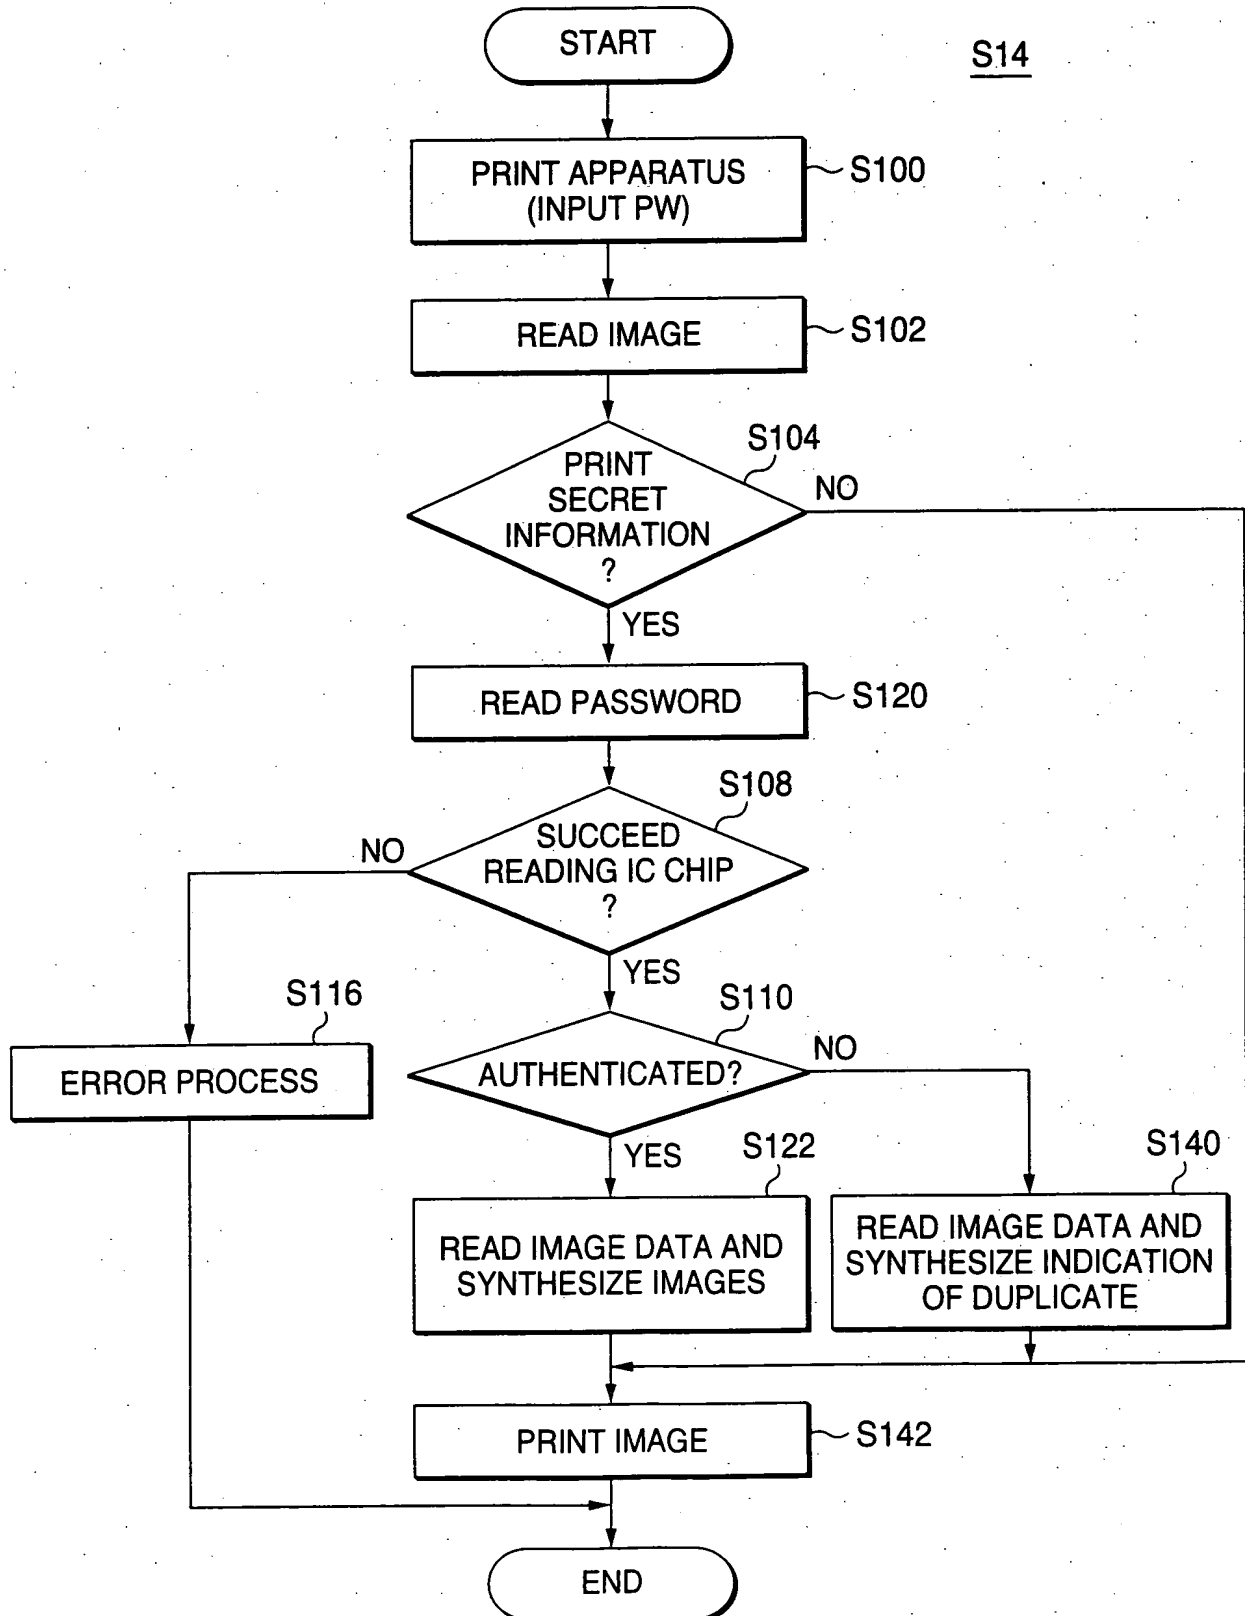 START
S14
PRINT APPARATUS
(INPUT PW)
S100
READ IMAGE
S102
S104
PRINT
SECRET
INFORMATION
?
NO
YES
READ PASSWORD
S120
S108
SUCCEED
READING IC CHIP
?
NO
YES
S116
ERROR PROCESS
S110
AUTHENTICATED?
NO
YES
S122
READ IMAGE DATA AND
SYNTHESIZE IMAGES
S140
READ IMAGE DATA AND
SYNTHESIZE INDICATION
OF DUPLICATE
PRINT IMAGE
S142
END